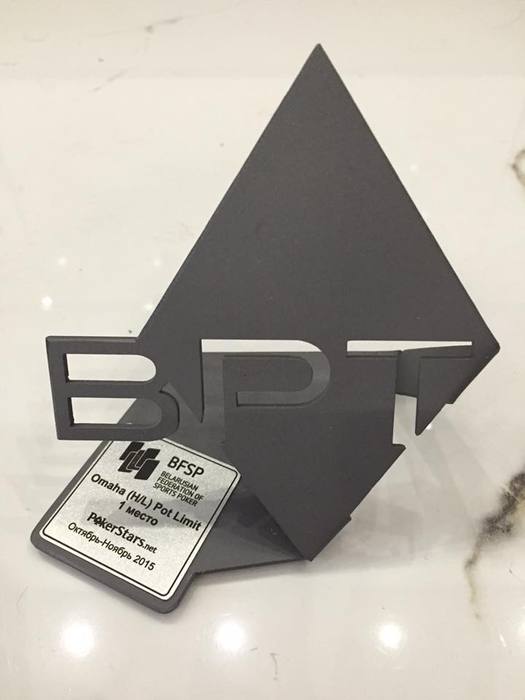 BPT
BFSP
BELARUSIAN
FEDERATION OF
SPORTS POKER
Omaha (H/L) Pot Limit
1 место
PokerStars.net
Октябрь-Ноябрь 2015